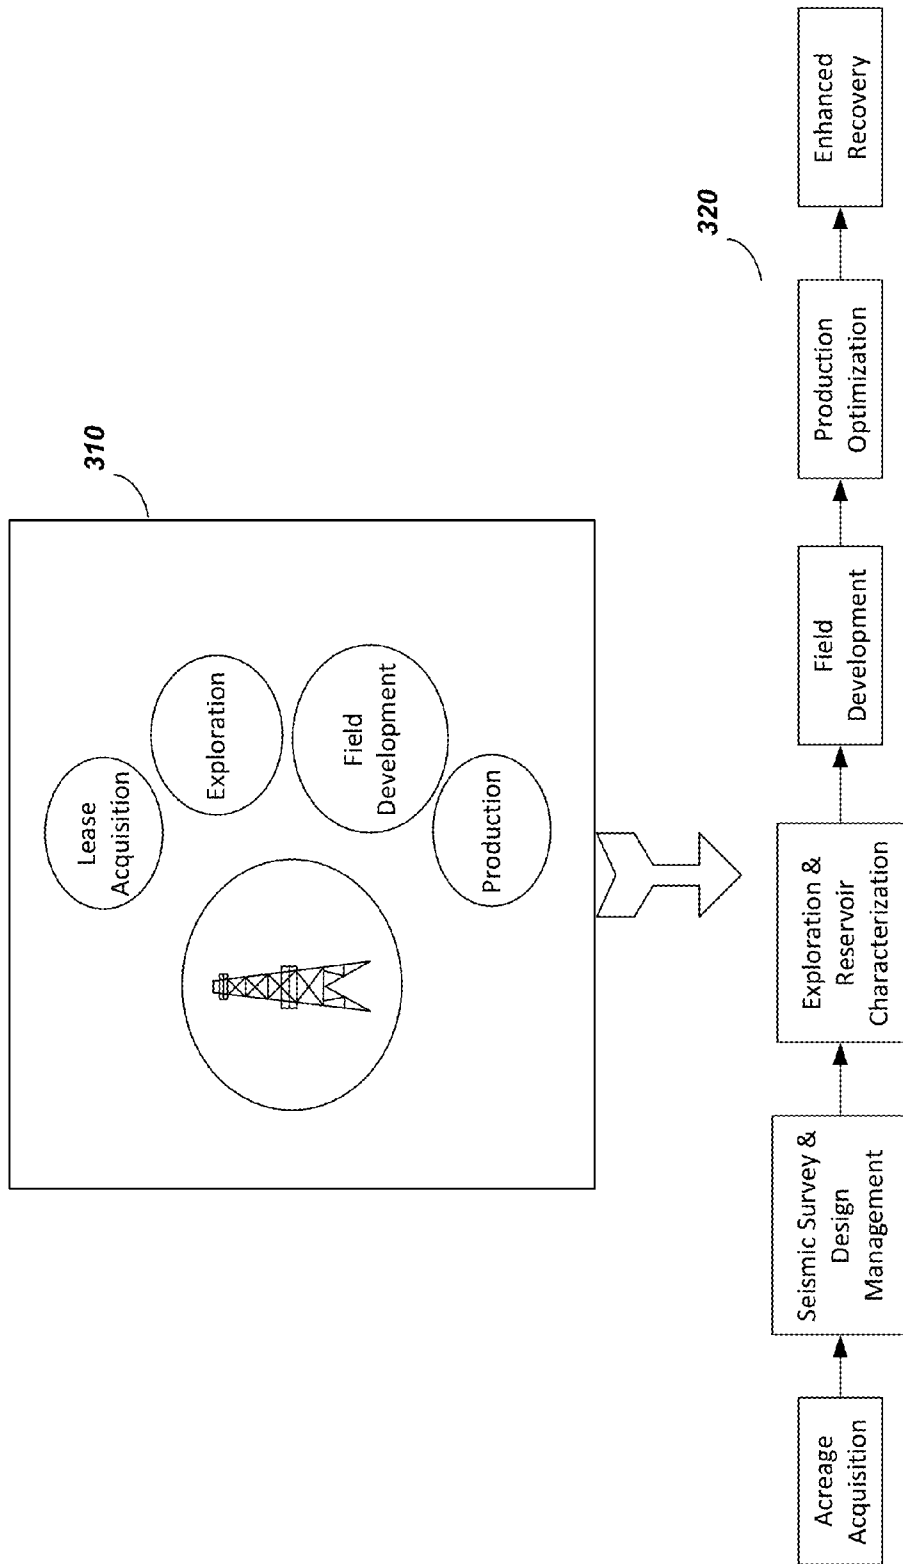 310
Lease
Acquisition
Exploration
Field
Development
Production
320
Acreage
Acquisition
Seismic Survey &
Design
Management
Exploration &
Reservoir
Characterization
Field
Development
Production
Optimization
Enhanced
Recovery